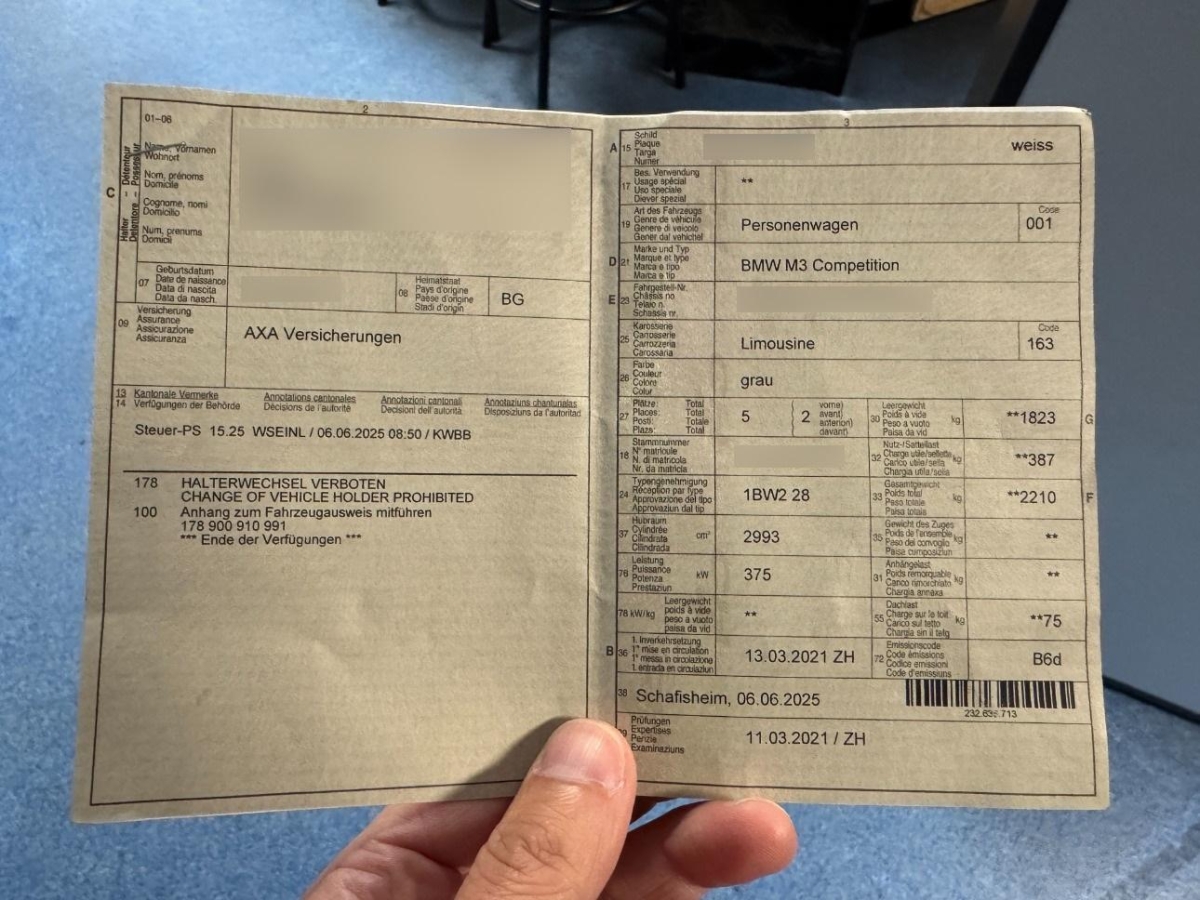 2
01–06
Name, Vornamen
Wohnort
Nom, prénoms
Domicile
Cognome, nomi
Domicilio
Num, prenums
Domicil
C
Halter – Détenteur
Detentore – Possessur
07
Geburtsdatum
Date de naissance
Data di nascita
Data da nasch.
08
Heimatstaat
Pays d'origine
Paese d'origine
Stadi d'origin
BG
09
Versicherung
Assurance
Assicurazione
Assicuranza
AXA Versicherungen
13 Kantonale Vermerke Annotations cantonales Annotazioni cantonali Annotaziuns chantunalas
14 Verfügungen der Behörde Décisions de l'autorité Decisioni dell'autorità Disposiziuns da l'autoritad
Steuer-PS 15.25 WSEINL / 06.06.2025 08:50 / KWBB
178 HALTERWECHSEL VERBOTEN
CHANGE OF VEHICLE HOLDER PROHIBITED
100 Anhang zum Fahrzeugausweis mitführen
178 900 910 991
*** Ende der Verfügungen ***
3
A 15
Schild
Plaque
Targa
Numer
weiss
17
Bes. Verwendung
Usage spécial
Uso speciale
Diever spezial
**
19
Art des Fahrzeugs
Genre de véhicule
Genere di veicolo
Gener dal vehichel
Personenwagen
Code
001
D 21
Marke und Typ
Marque et type
Marca e tipo
Marca e tip
BMW M3 Competition
E 23
Fahrgestell-Nr.
Châssis no
Telaio n.
Schassis nr.
25
Karosserie
Carrosserie
Carrozzeria
Carossaria
Limousine
Code
163
26
Farbe
Couleur
Colore
Color
grau
27
Plätze: Total
Places: Total
Posti: Totale
Plazs: Total
5
2
vorne)
avant)
anteriori)
davant)
30
Leergewicht
Poids à vide
Peso a vuoto
Paisa da vid
kg
**1823
G
18
Stammnummer
N° matricule
N. di matricola
Nr. da matricla
32
Nutz-/Sattellast
Charge utile/sellette
Carico utile/sella
Chargia utila/sella
kg
**387
24
Typengenehmigung
Réception par type
Approvazione del tipo
Approvaziun dal tip
1BW2 28
33
Gesamtgewicht
Poids total
Peso totale
Paisa totala
kg
**2210
F
37
Hubraum
Cylindrée
Cilindrata
Cilindrada
cm³
2993
35
Gewicht des Zuges
Poids de l'ensemble
Peso del convoglio
Paisa cumposiziun
kg
**
76
Leistung
Puissance
Potenza
Prestaziun
kW
375
31
Anhängelast
Poids remorquable
Carico rimorchiato
Chargia annexa
kg
**
78 kW/kg
Leergewicht
poids à vide
peso a vuoto
paisa da vid
**
55
Dachlast
Charge sur le toit
Carico sul tetto
Chargia sin il tetg
kg
**75
B 36
1. Inverkehrsetzung
1re mise en circulation
1a messa in circolazione
1. entrada en circulaziun
13.03.2021 ZH
72
Emissionscode
Code émissions
Codice emissioni
Code d'emissiuns
B6d
38
Schafisheim, 06.06.2025
Prüfungen
Expertises
Perizie
Examinaziuns
11.03.2021 / ZH